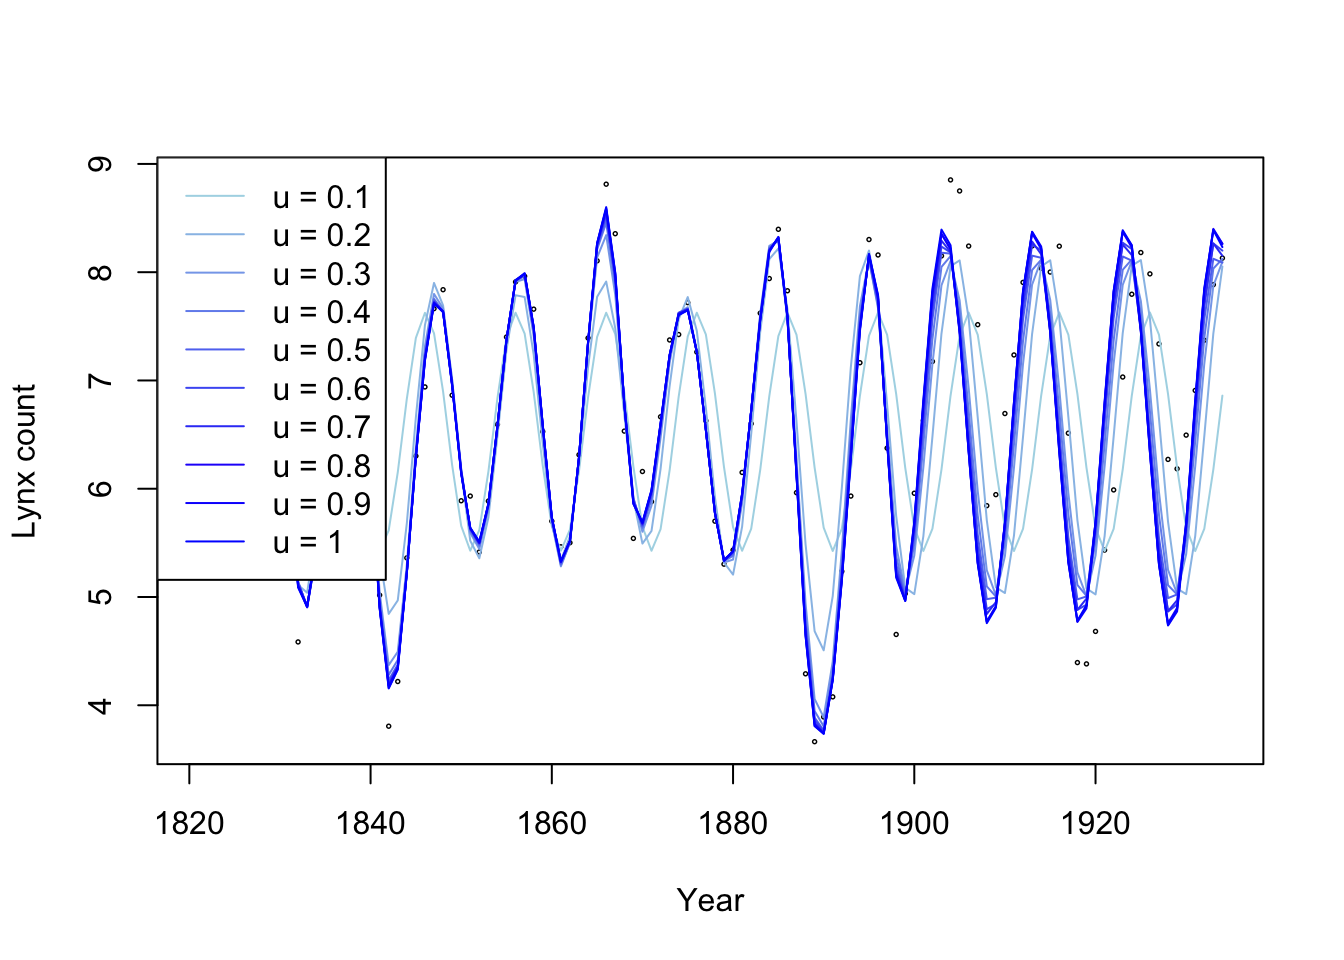 9
8
7
6
5
4
Lynx count
u = 0.1
u = 0.2
u = 0.3
u = 0.4
u = 0.5
u = 0.6
u = 0.7
u = 0.8
u = 0.9
u = 1
1820 1840 1860 1880 1900 1920
Year